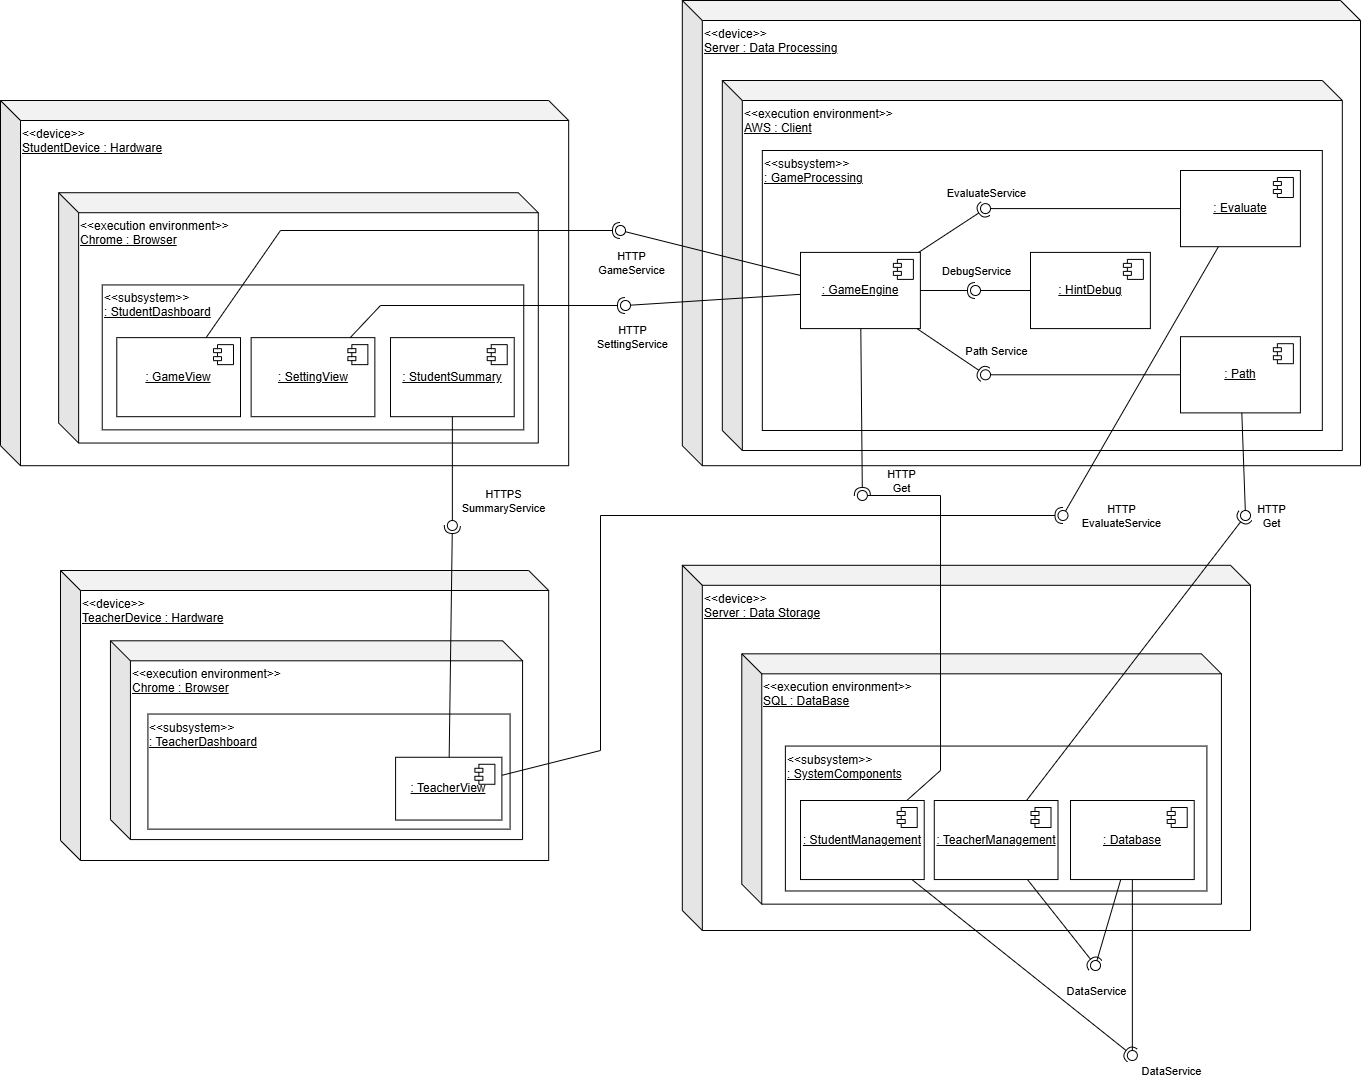 <<device>>
Server : Data Processing
<<execution environment>>
AWS : Client
<<subsystem>>
: GameProcessing
EvaluateService
: Evaluate
DebugService
: GameEngine
: HintDebug
Path Service
: Path
<<device>>
StudentDevice : Hardware
<<execution environment>>
Chrome : Browser
<<subsystem>>
: StudentDashboard
: GameView
: SettingView
: StudentSummary
HTTP
GameService
HTTP
SettingService
HTTP
Get
HTTPS
SummaryService
HTTP
EvaluateService
HTTP
Get
<<device>>
TeacherDevice : Hardware
<<execution environment>>
Chrome : Browser
<<subsystem>>
: TeacherDashboard
: TeacherView
<<device>>
Server : Data Storage
<<execution environment>>
SQL : DataBase
<<subsystem>>
: SystemComponents
: StudentManagement
: TeacherManagement
: Database
DataService
DataService